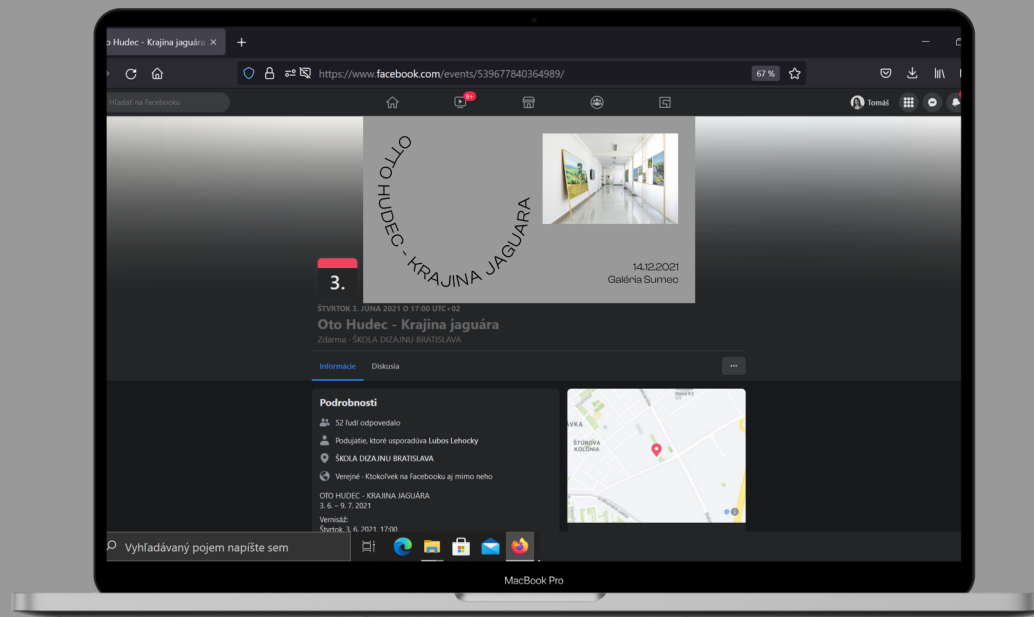 Oto Hudec - Krajina jaguára
https://www.facebook.com/events/539677840364989/
67 %
Hľadať na Facebooku
9+
Tomáš
OTTO HUDEC - KRAJINA JAGUARA
14.12.2021
Galéria Sumec
3.
ŠTVRTOK 3. JÚNA 2021 O 17:00 UTC+02
Oto Hudec - Krajina jaguára
Zdarma · ŠKOLA DIZAJNU BRATISLAVA
Informácie
Diskusia
Podrobnosti
52 ľudí odpovedalo
Podujatie, ktoré usporadúva Lubos Lehocky
ŠKOLA DIZAJNU BRATISLAVA
Verejné · Ktokoľvek na Facebooku aj mimo neho
OTO HUDEC - KRAJINA JAGUÁRA
3. 6. – 9. 7. 2021
Vernisáž:
Štvrtok, 3. 6. 2021, 17:00
ŠTÚROVA
KOLÓNIA
Vyhľadávaný pojem napíšte sem
MacBook Pro